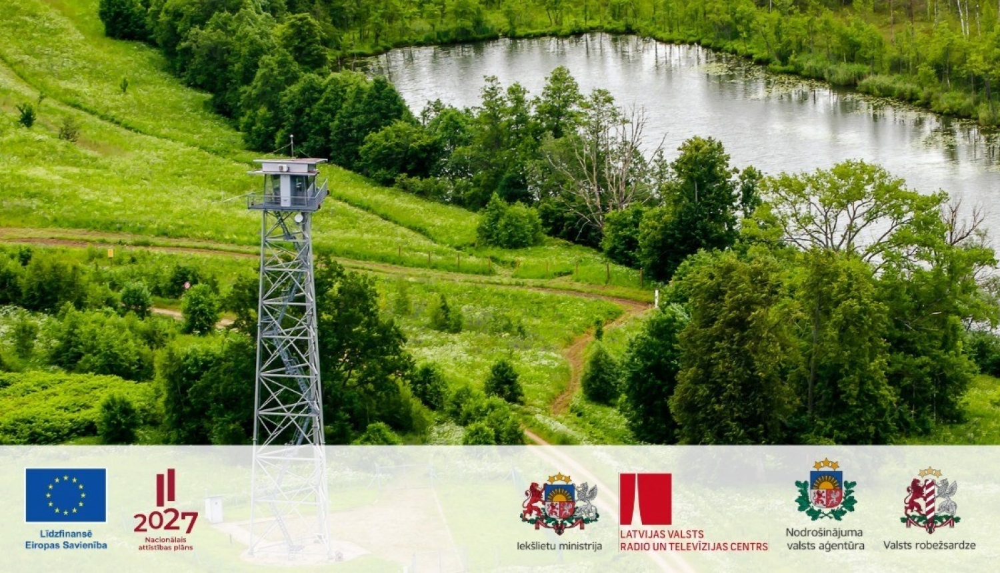 Līdzfinansē
Eiropas Savienība
2027
Nacionālais
attīstības plāns
Iekšlietu ministrija
LATVIJAS VALSTS
RADIO UN TELEVĪZIJAS CENTRS
Nodrošinājuma
valsts aģentūra
Valsts robežsardze